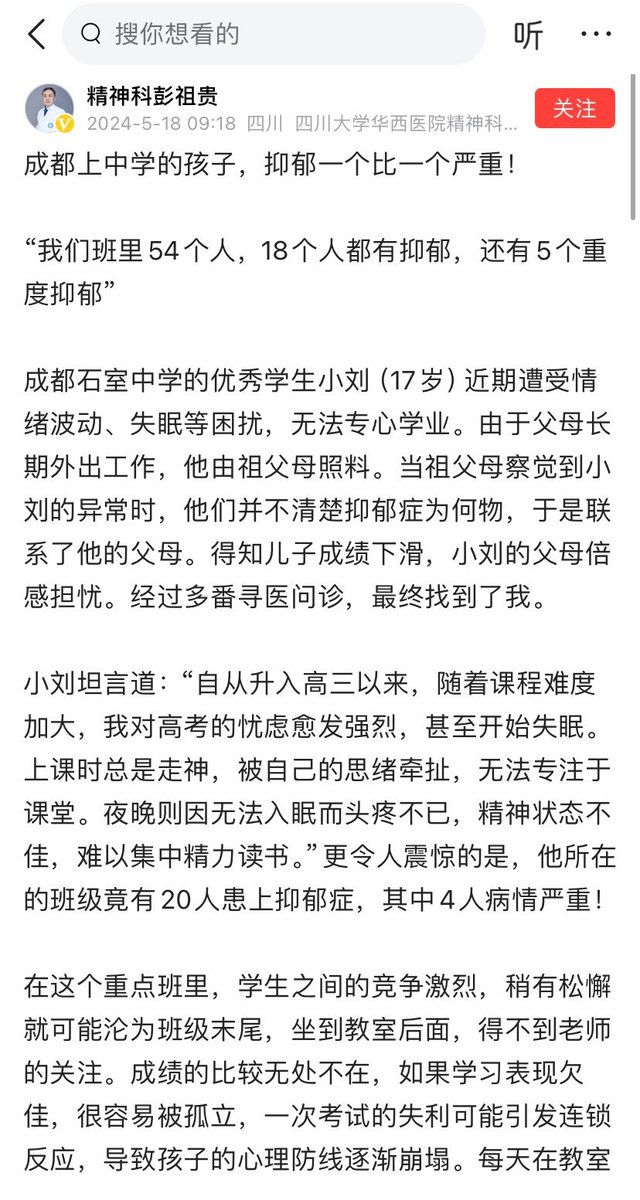 搜你想看的
听
精神科彭祖贵
关注
2024-5-18 09:18 四川 四川大学华西医院精神科...
成都上中学的孩子，抑郁一个比一个严重！
“我们班里54个人，18个人都有抑郁，还有5个重
度抑郁”
成都石室中学的优秀学生小刘（17岁）近期遭受情
绪波动、失眠等困扰，无法专心学业。由于父母长
期外出工作，他由祖父母照料。当祖父母察觉到小
刘的异常时，他们并不清楚抑郁症为何物，于是联
系了他的父母。得知儿子成绩下滑，小刘的父母倍
感担忧。经过多番寻医问诊，最终找到了我。
小刘坦言道：“自从升入高三以来，随着课程难度
加大，我对高考的忧虑愈发强烈，甚至开始失眠。
上课时总是走神，被自己的思绪牵扯，无法专注于
课堂。夜晚则因无法入眠而头疼不已，精神状态不
佳，难以集中精力读书。”更令人震惊的是，他所在
的班级竟有20人患上抑郁症，其中4人病情严重！
在这个重点班里，学生之间的竞争激烈，稍有松懈
就可能沦为班级末尾，坐到教室后面，得不到老师
的关注。成绩的比较无处不在，如果学习表现欠
佳，很容易被孤立，一次考试的失利可能引发连锁
反应，导致孩子的心理防线逐渐崩塌。每天在教室